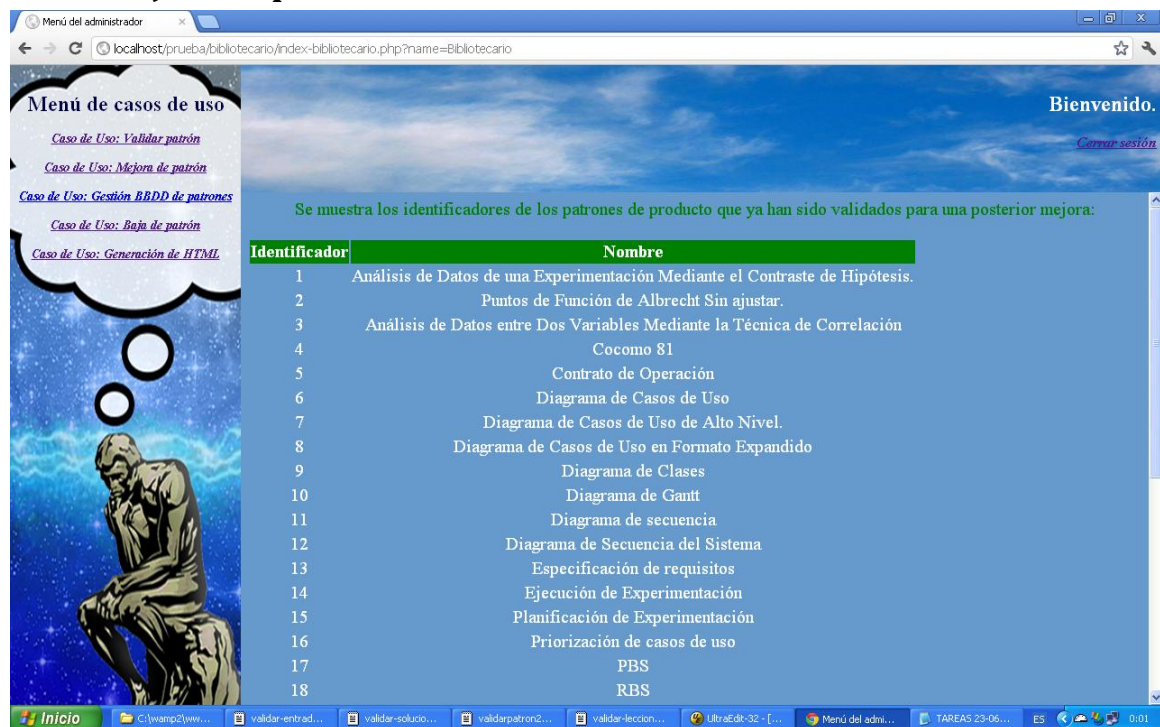 Menú del administrador
localhost/prueba/bibliotecario/index-bibliotecario.php?name=Bibliotecario
Menú de casos de uso
Caso de Uso: Validar patrón
Caso de Uso: Mejora de patrón
Caso de Uso: Gestión BBDD de patrones
Caso de Uso: Baja de patrón
Caso de Uso: Generación de HTML
Bienvenido.
Cerrar sesión
Se muestra los identificadores de los patrones de producto que ya han sido validados para una posterior mejora:
Identificador Nombre
1 Análisis de Datos de una Experimentación Mediante el Contraste de Hipótesis.
2 Puntos de Función de Albrecht Sin ajustar.
3 Análisis de Datos entre Dos Variables Mediante la Técnica de Correlación
4 Cocomo 81
5 Contrato de Operación
6 Diagrama de Casos de Uso
7 Diagrama de Casos de Uso de Alto Nivel.
8 Diagrama de Casos de Uso en Formato Expandido
9 Diagrama de Clases
10 Diagrama de Gantt
11 Diagrama de secuencia
12 Diagrama de Secuencia del Sistema
13 Especificación de requisitos
14 Ejecución de Experimentación
15 Planificación de Experimentación
16 Priorización de casos de uso
17 PBS
18 RBS
Inicio C:\wamp2\ww... validar-entrad... validar-solucio... validarpatron2... validar-leccion... UltraEdit-32 - [... Menú del admi... TAREAS 23-06... ES 0:01